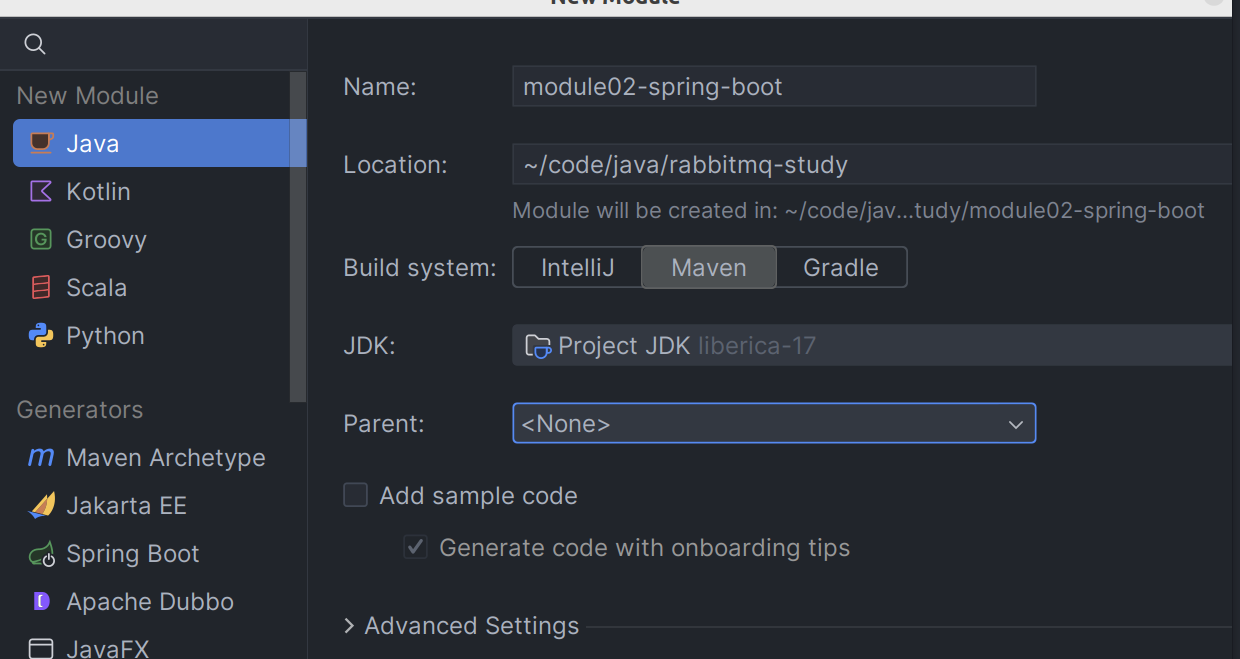 New Module
New Module
Java
Kotlin
Groovy
Scala
Python
Generators
Maven Archetype
Jakarta EE
Spring Boot
Apache Dubbo
JavaFX
Name: module02-spring-boot
Location: ~/code/java/rabbitmq-study
Module will be created in: ~/code/jav...tudy/module02-spring-boot
Build system: IntelliJ Maven Gradle
JDK: Project JDK liberica-17
Parent: <None>
Add sample code
Generate code with onboarding tips
Advanced Settings